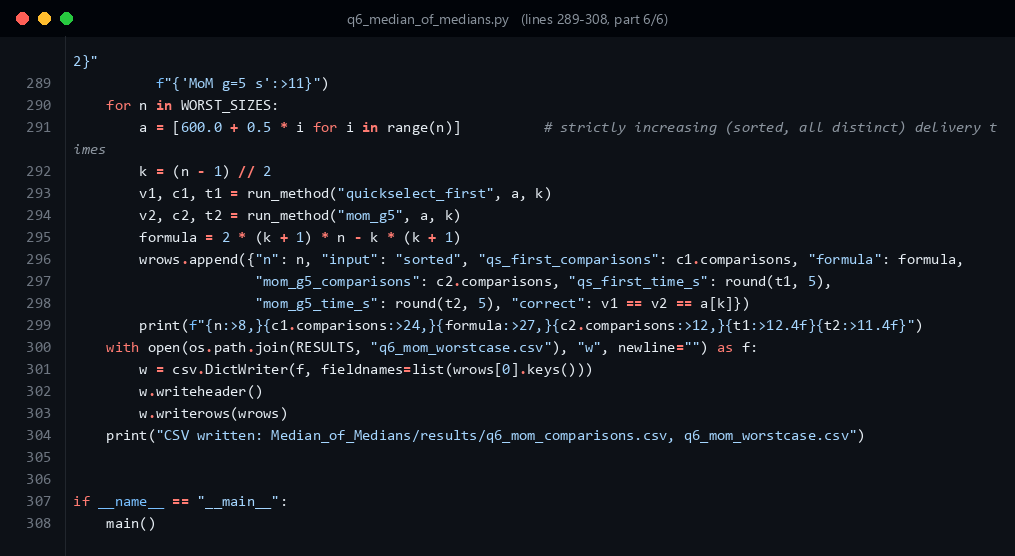 q6_median_of_medians.py   (lines 289-308, part 6/6)
2}"
289              f"{'MoM g=5 s':>11}")
290      for n in WORST_SIZES:
291          a = [600.0 + 0.5 * i for i in range(n)]          # strictly increasing (sorted, all distinct) delivery t
imes
292          k = (n - 1) // 2
293          v1, c1, t1 = run_method("quickselect_first", a, k)
294          v2, c2, t2 = run_method("mom_g5", a, k)
295          formula = 2 * (k + 1) * n - k * (k + 1)
296          wrows.append({"n": n, "input": "sorted", "qs_first_comparisons": c1.comparisons, "formula": formula,
297                        "mom_g5_comparisons": c2.comparisons, "qs_first_time_s": round(t1, 5),
298                        "mom_g5_time_s": round(t2, 5), "correct": v1 == v2 == a[k]})
299          print(f"{n:>8,}{c1.comparisons:>24,}{formula:>27,}{c2.comparisons:>12,}{t1:>12.4f}{t2:>11.4f}")
300      with open(os.path.join(RESULTS, "q6_mom_worstcase.csv"), "w", newline="") as f:
301          w = csv.DictWriter(f, fieldnames=list(wrows[0].keys()))
302          w.writeheader()
303          w.writerows(wrows)
304      print("CSV written: Median_of_Medians/results/q6_mom_comparisons.csv, q6_mom_worstcase.csv")
305
306
307  if __name__ == "__main__":
308      main()